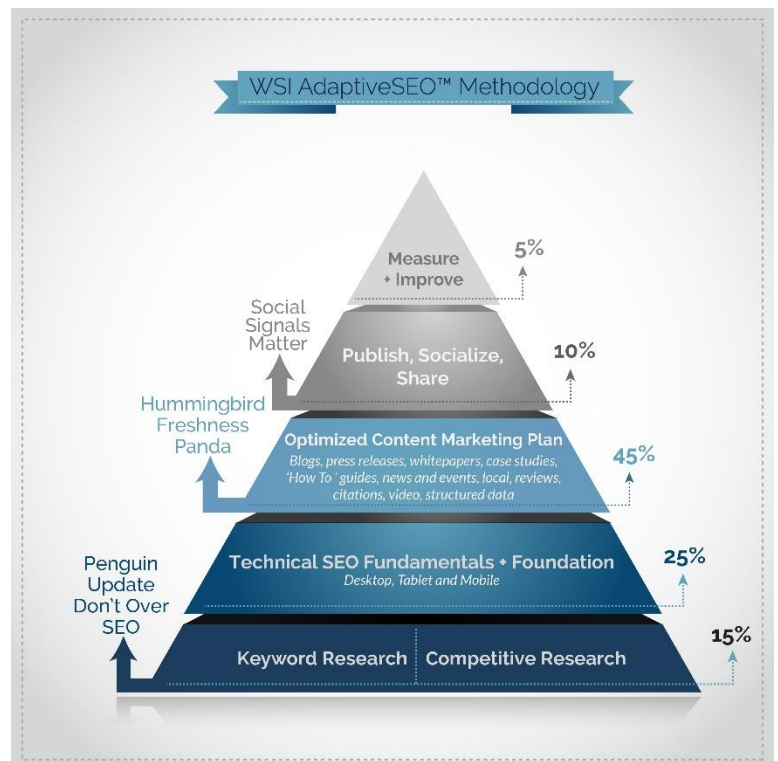 WSI AdaptiveSEO™ Methodology
Measure
+ Improve
5%
Social
Signals
Matter
Publish, Socialize,
Share
10%
Hummingbird
Freshness
Panda
Optimized Content Marketing Plan
Blogs, press releases, whitepapers, case studies,
'How To ' guides, news and events, local, reviews,
citations, video, structured data
45%
Penguin
Update
Don't Over
SEO
Technical SEO Fundamentals + Foundation
Desktop, Tablet and Mobile
25%
Keyword Research
Competitive Research
15%